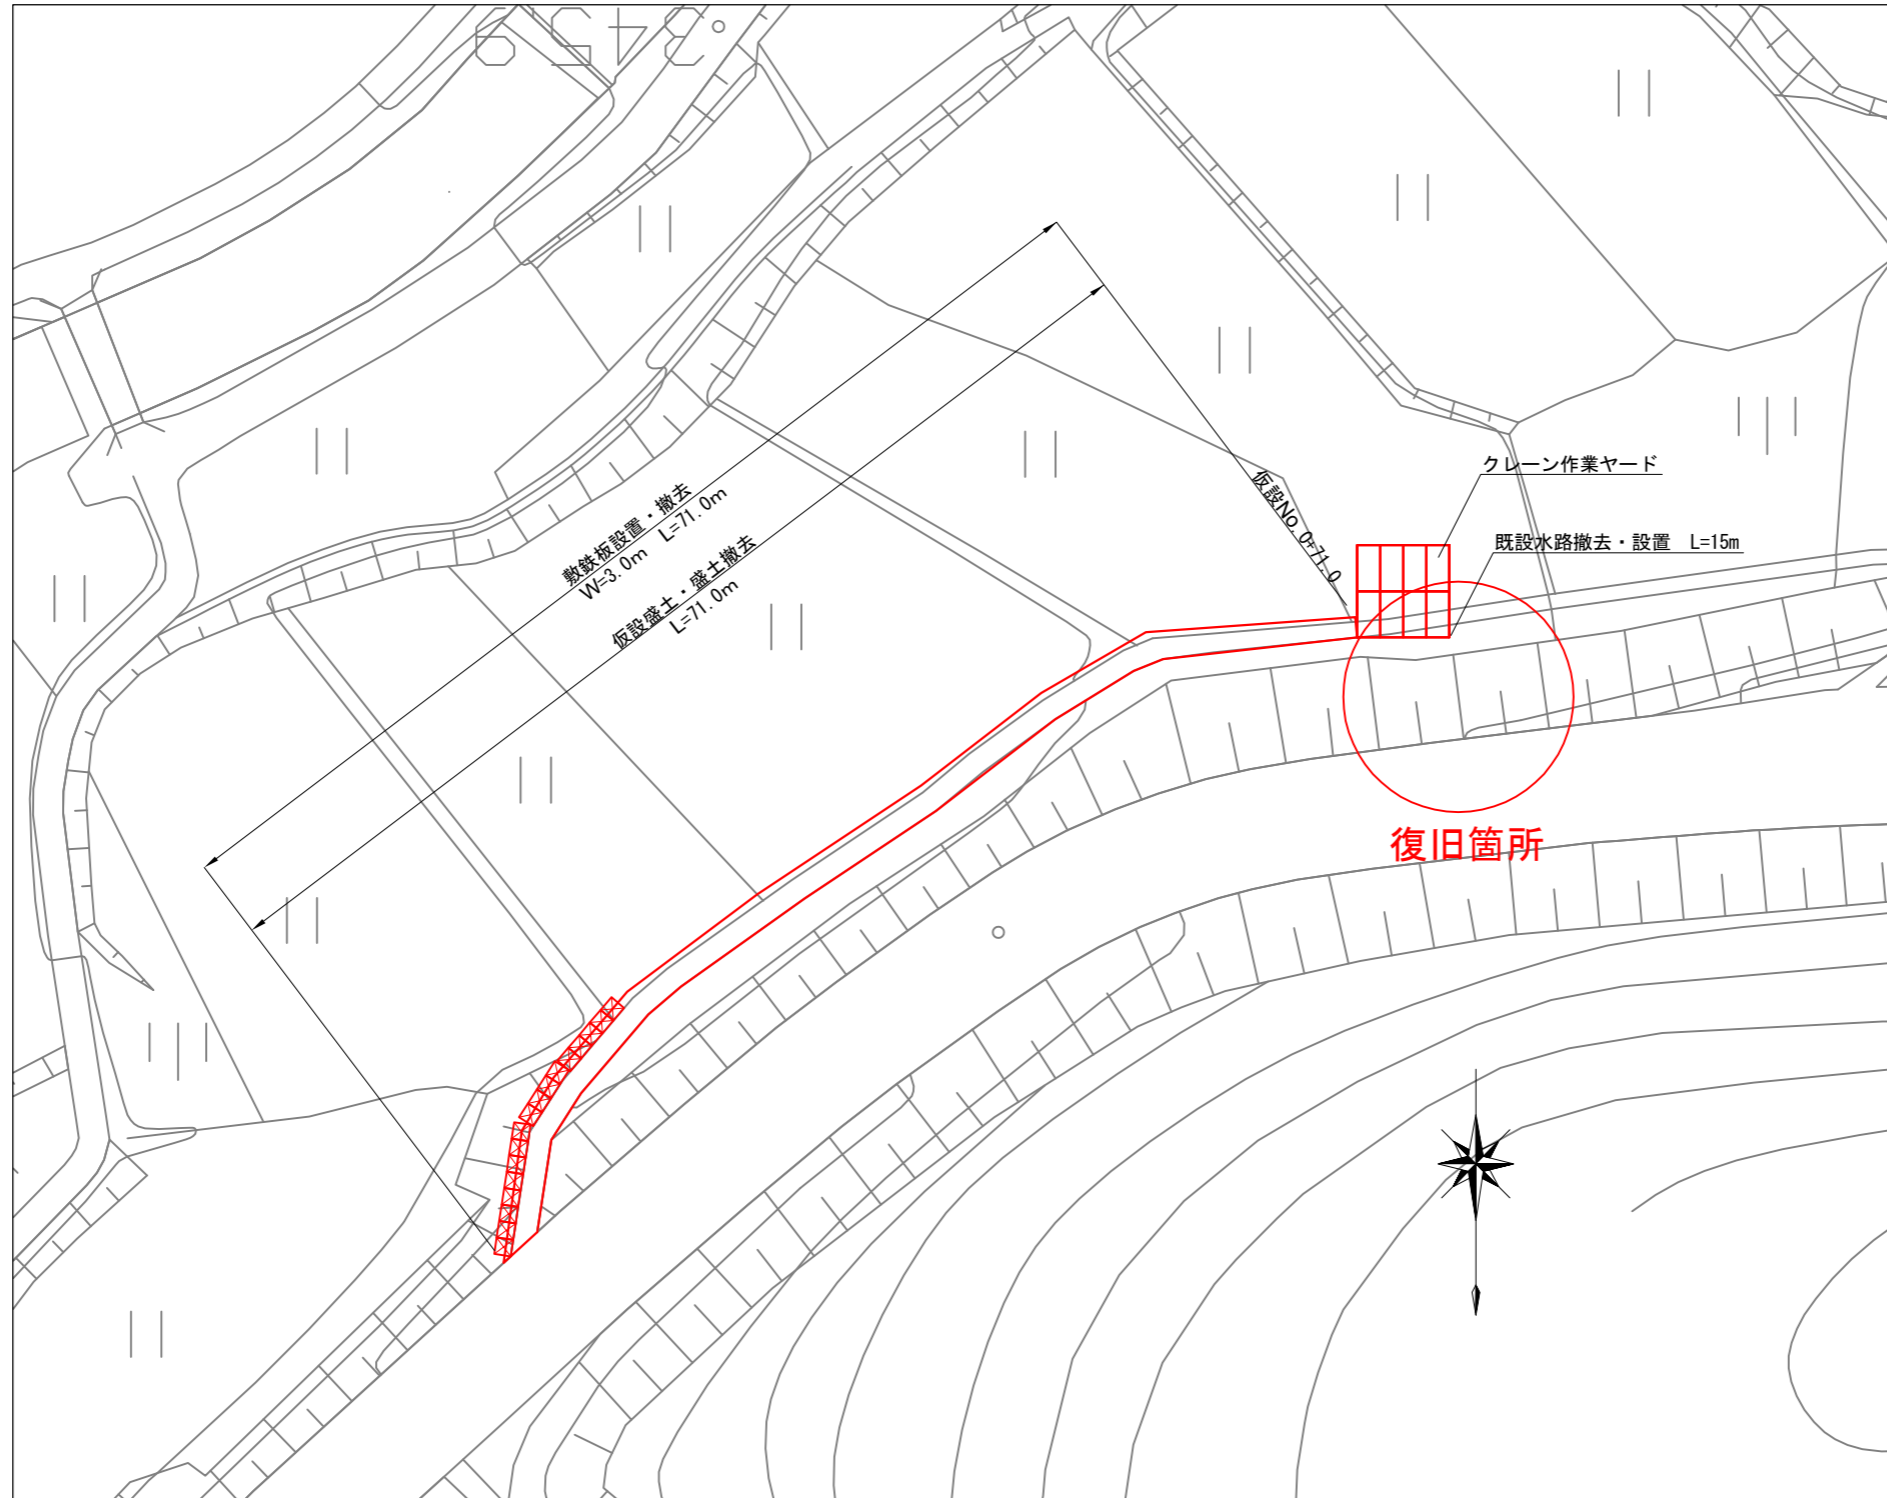 敷鉄板設置・撤去
W=3.0m L=71.0m
仮設盛土・盛土撤去
L=71.0m
仮設No.0+71.0
クレーン作業ヤード
既設水路撤去・設置 L=15m
復旧箇所